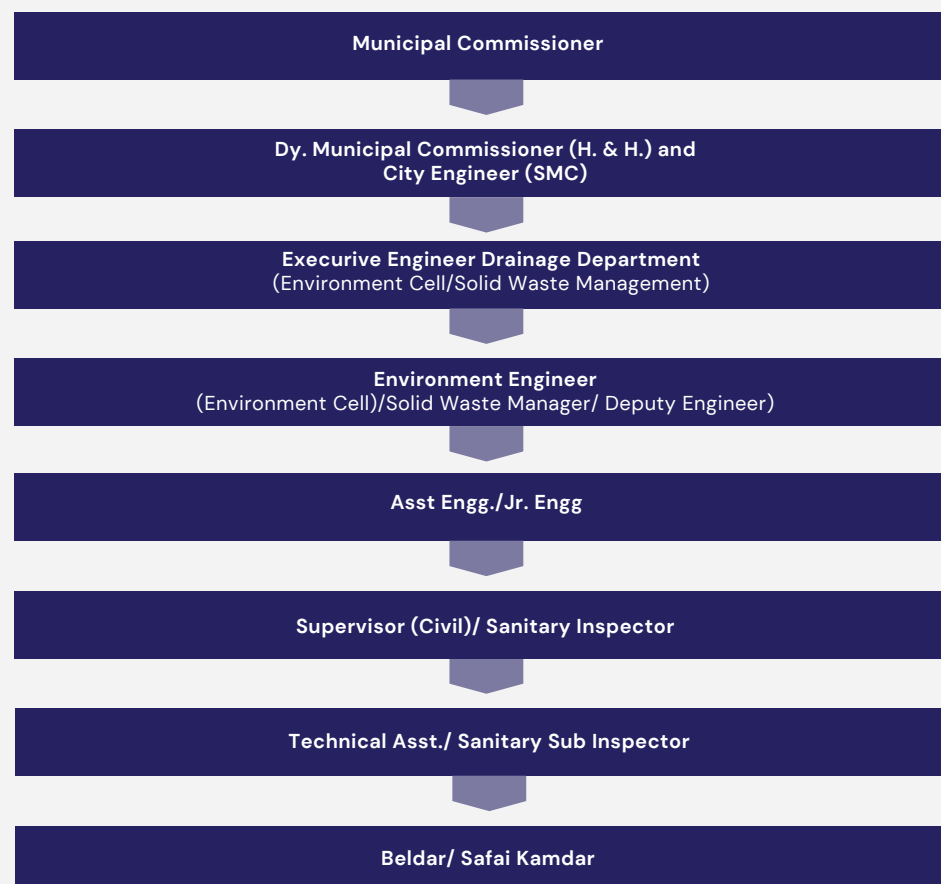 Municipal Commissioner
Dy. Municipal Commissioner (H. & H.) and
City Engineer (SMC)
Execurive Engineer Drainage Department
(Environment Cell/Solid Waste Management)
Environment Engineer
(Environment Cell)/Solid Waste Manager/ Deputy Engineer)
Asst Engg./Jr. Engg
Supervisor (Civil)/ Sanitary Inspector
Technical Asst./ Sanitary Sub Inspector
Beldar/ Safai Kamdar